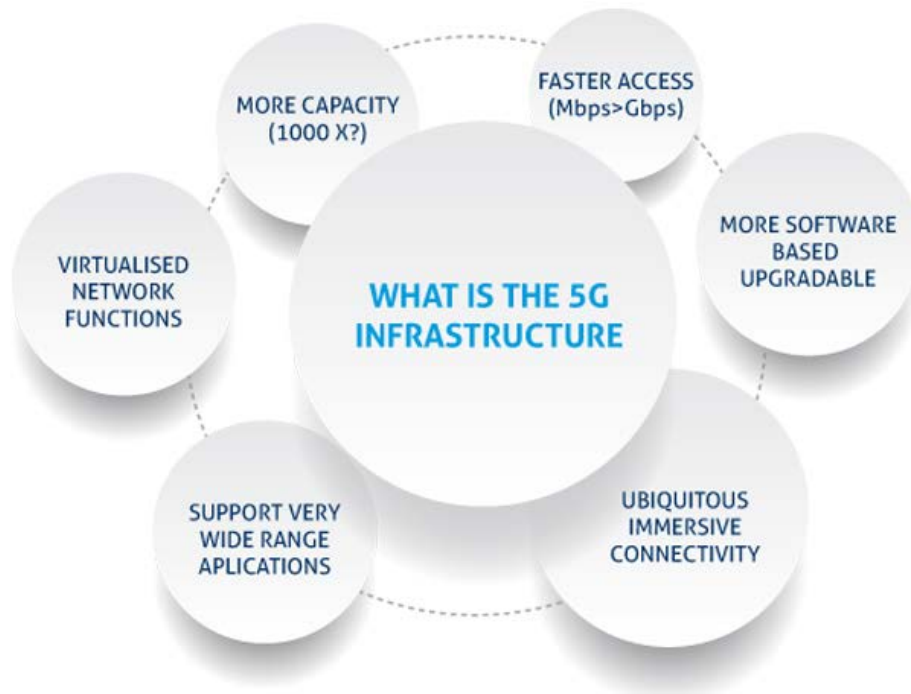 MORE CAPACITY
(1000 X?)
FASTER ACCESS
(Mbps>Gbps)
MORE SOFTWARE
BASED
UPGRADABLE
VIRTUALISED
NETWORK
FUNCTIONS
WHAT IS THE 5G
INFRASTRUCTURE
SUPPORT VERY
WIDE RANGE
APLICATIONS
UBIQUITOUS
IMMERSIVE
CONNECTIVITY